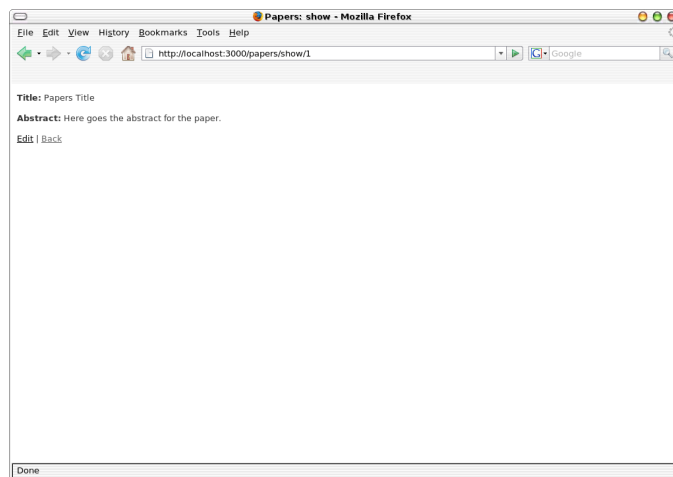 Papers: show - Mozilla Firefox
File Edit View History Bookmarks Tools Help
http://localhost:3000/papers/show/1 G Google
Title: Papers Title
Abstract: Here goes the abstract for the paper.
Edit | Back
Done